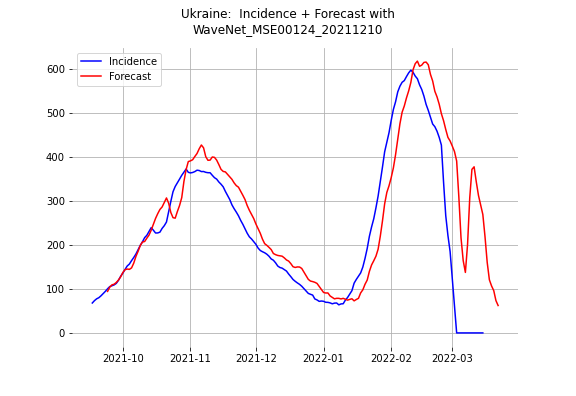 Ukraine:  Incidence + Forecast with
WaveNet_MSE00124_20211210
Incidence
Forecast
600
500
400
300
200
100
0
2021-10 2021-11 2021-12 2022-01 2022-02 2022-03